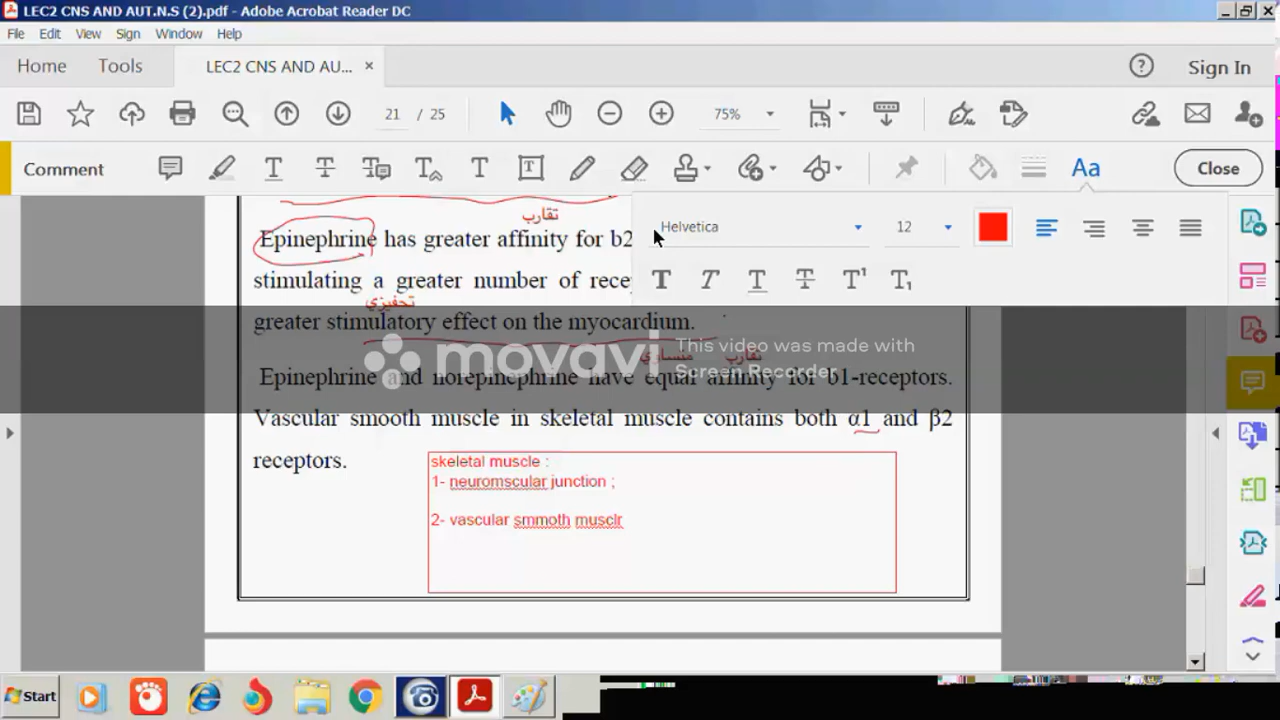 LEC2 CNS AND AUT.N.S (2).pdf - Adobe Acrobat Reader DC
File Edit View Sign Window Help
Home Tools LEC2 CNS AND AU... × Sign In
21 / 25 75%
Comment Close
Helvetica 12
تقارب
Epinephrine has greater affinity for b2
stimulating a greater number of rece
تحفيزي
greater stimulatory effect on the myocardium.
movavi This video was made with
Screen Recorder
متساوي تقارب
Epinephrine and norepinephrine have equal affinity for b1-receptors.
Vascular smooth muscle in skeletal muscle contains both α1 and β2
receptors.
skeletal muscle :
1- neuromscular junction ;
2- vascular smmoth musclr
Start